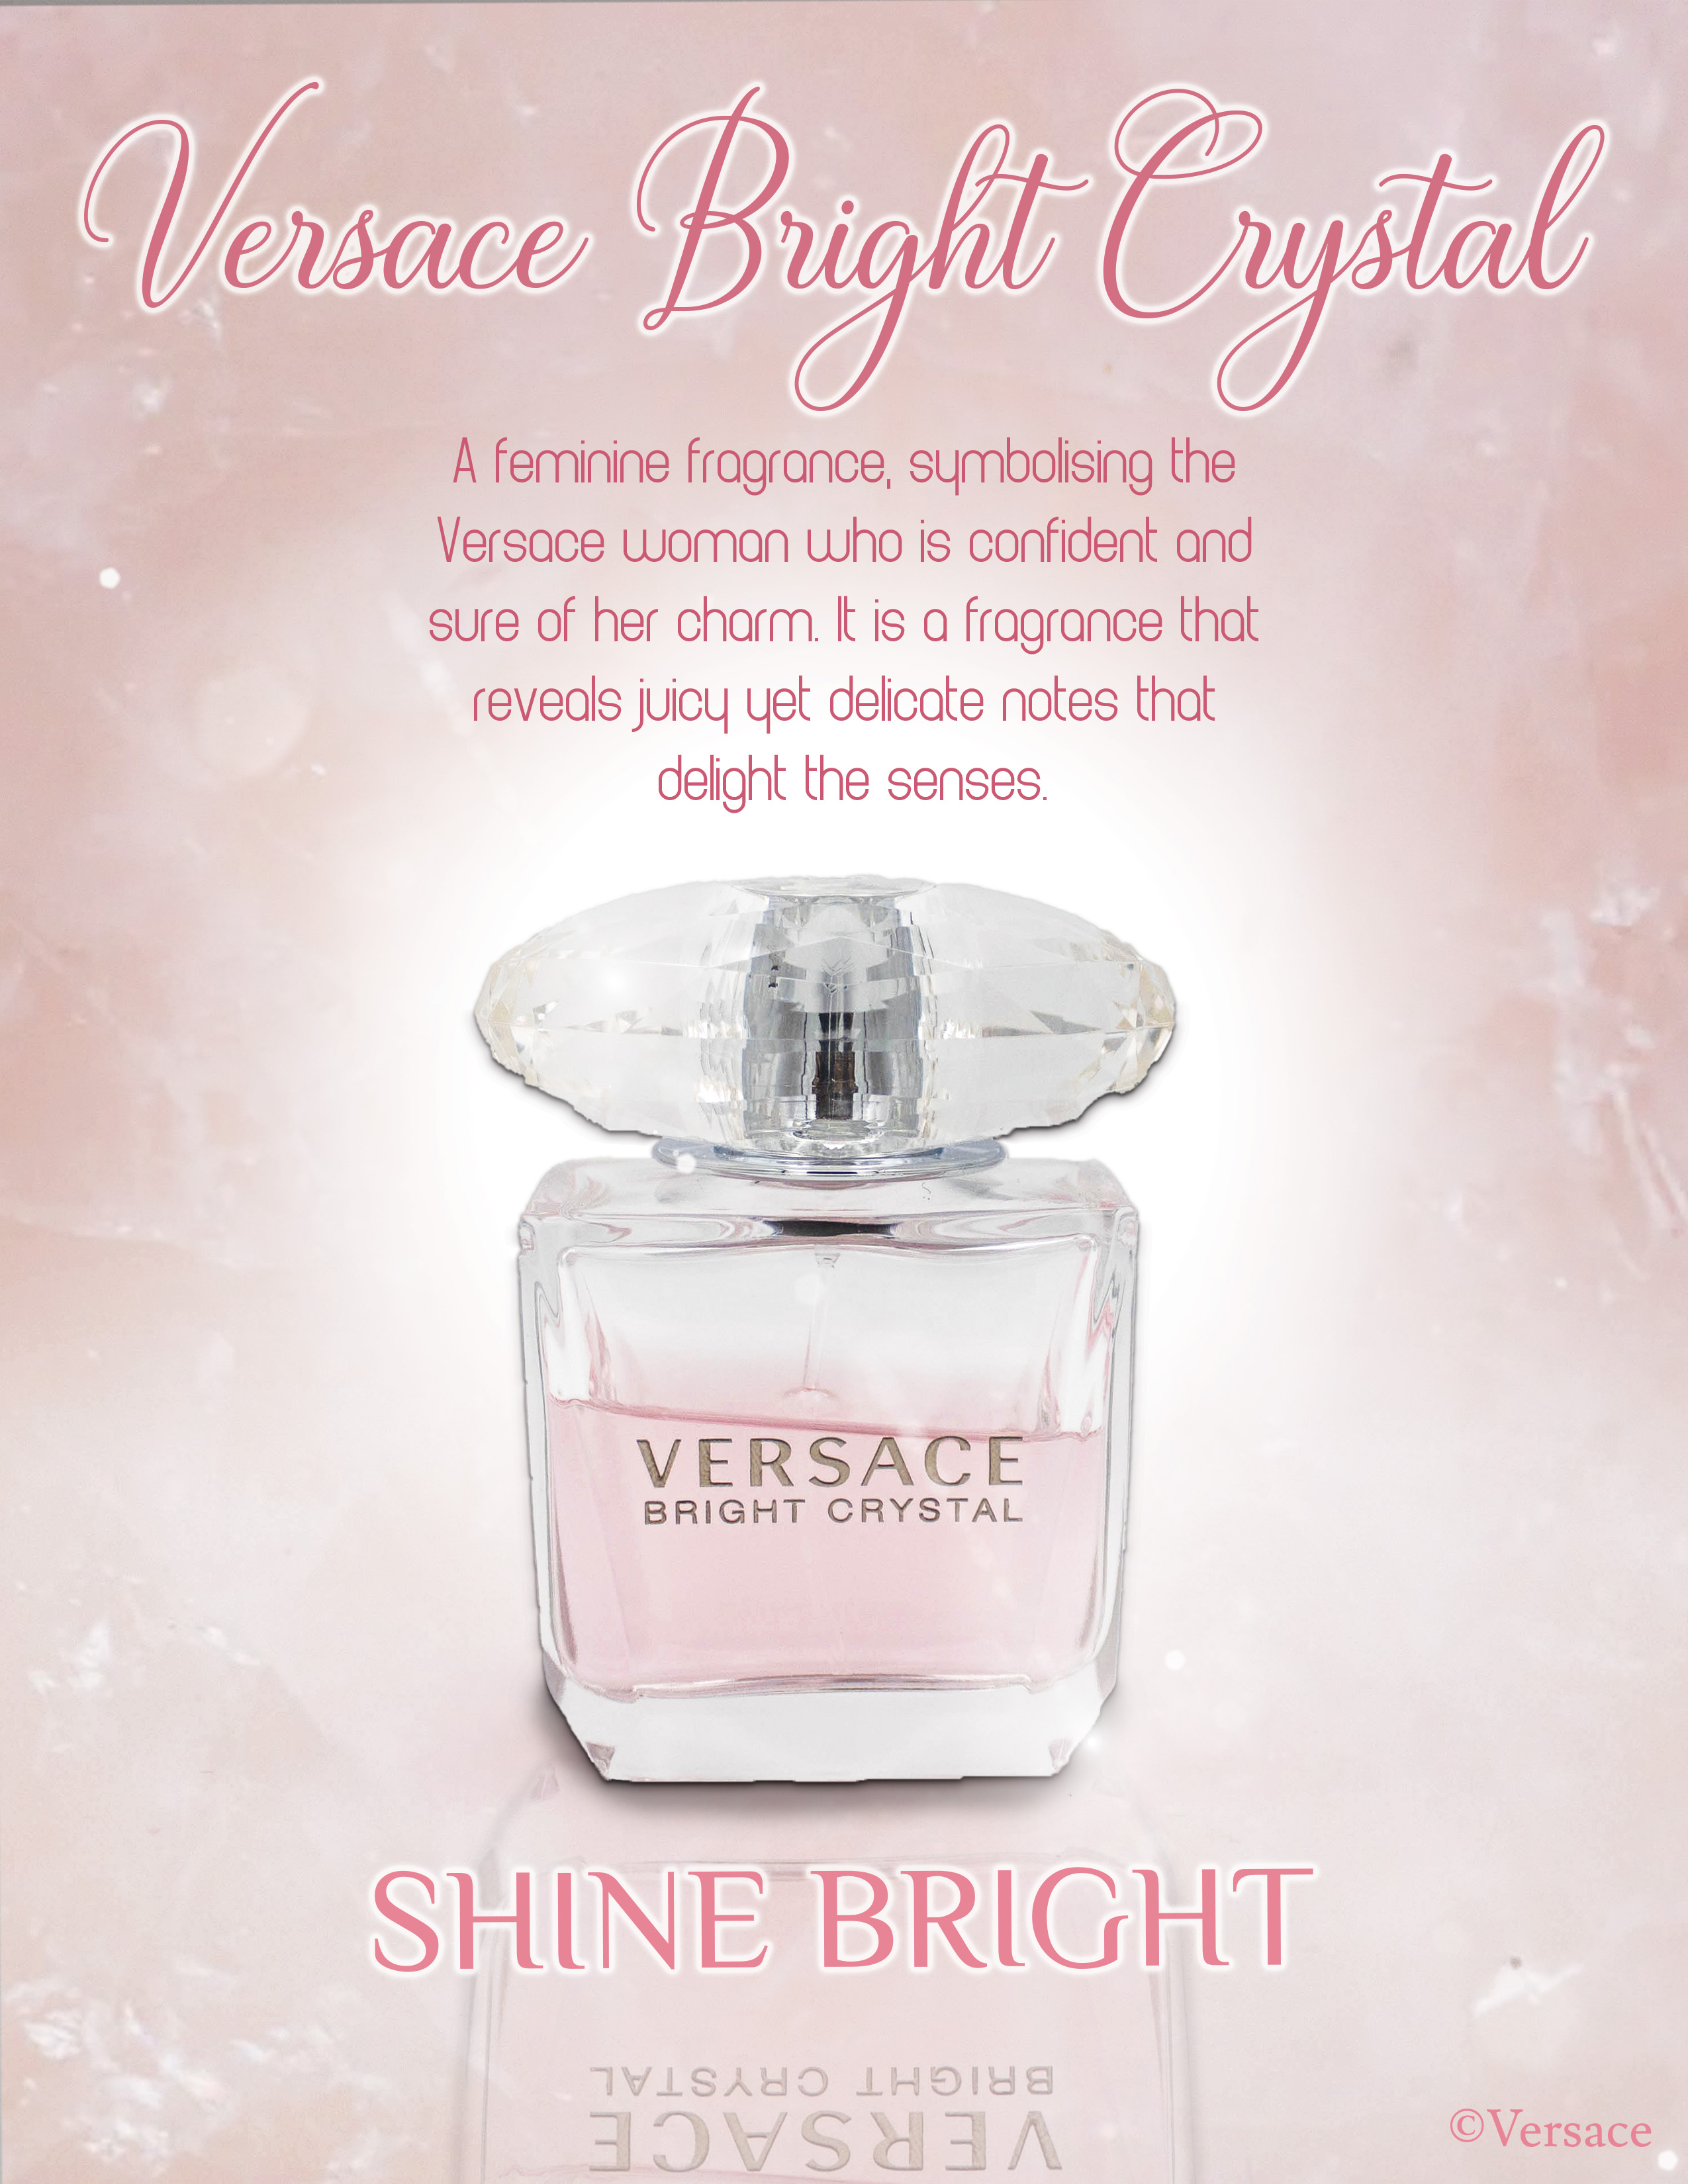 Versace Bright Crystal
A feminine fragrance, symbolising the
Versace woman who is confident and
sure of her charm. It is a fragrance that
reveals juicy yet delicate notes that
delight the senses.
VERSACE
BRIGHT CRYSTAL
SHINE BRIGHT
BRIGHT CRYSTAL
VERSACE
©Versace